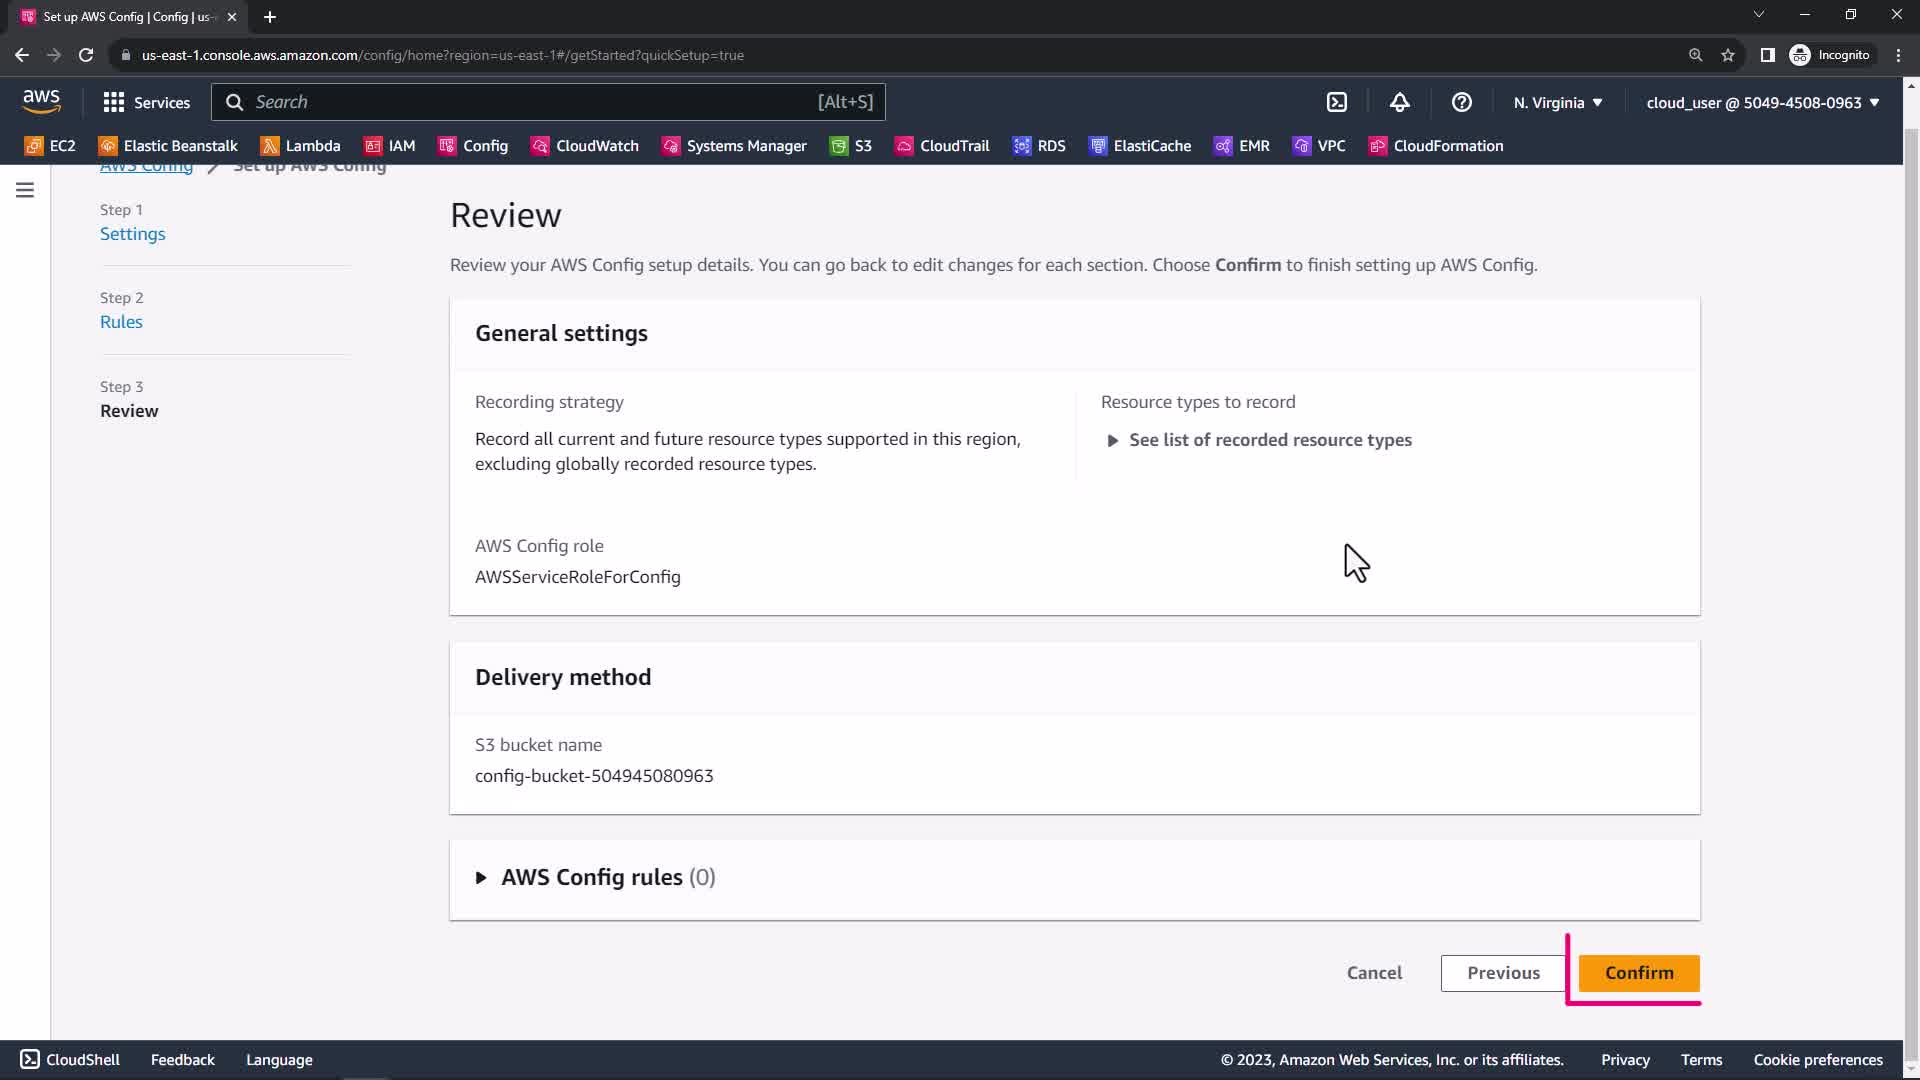 Set up AWS Config | Config | us-
us-east-1.console.aws.amazon.com/config/home?region=us-east-1#/getStarted?quickSetup=true
Incognito
aws
Services
Search
[Alt+S]
N. Virginia
cloud_user @ 5049-4508-0963
EC2
Elastic Beanstalk
Lambda
IAM
Config
CloudWatch
Systems Manager
S3
CloudTrail
RDS
ElastiCache
EMR
VPC
CloudFormation
AWS Config
Set up AWS Config
Step 1
Settings
Step 2
Rules
Step 3
Review
Review
Review your AWS Config setup details. You can go back to edit changes for each section. Choose Confirm to finish setting up AWS Config.
General settings
Recording strategy
Record all current and future resource types supported in this region,
excluding globally recorded resource types.
Resource types to record
See list of recorded resource types
AWS Config role
AWSServiceRoleForConfig
Delivery method
S3 bucket name
config-bucket-504945080963
AWS Config rules (0)
Cancel
Previous
Confirm
CloudShell
Feedback
Language
© 2023, Amazon Web Services, Inc. or its affiliates.
Privacy
Terms
Cookie preferences